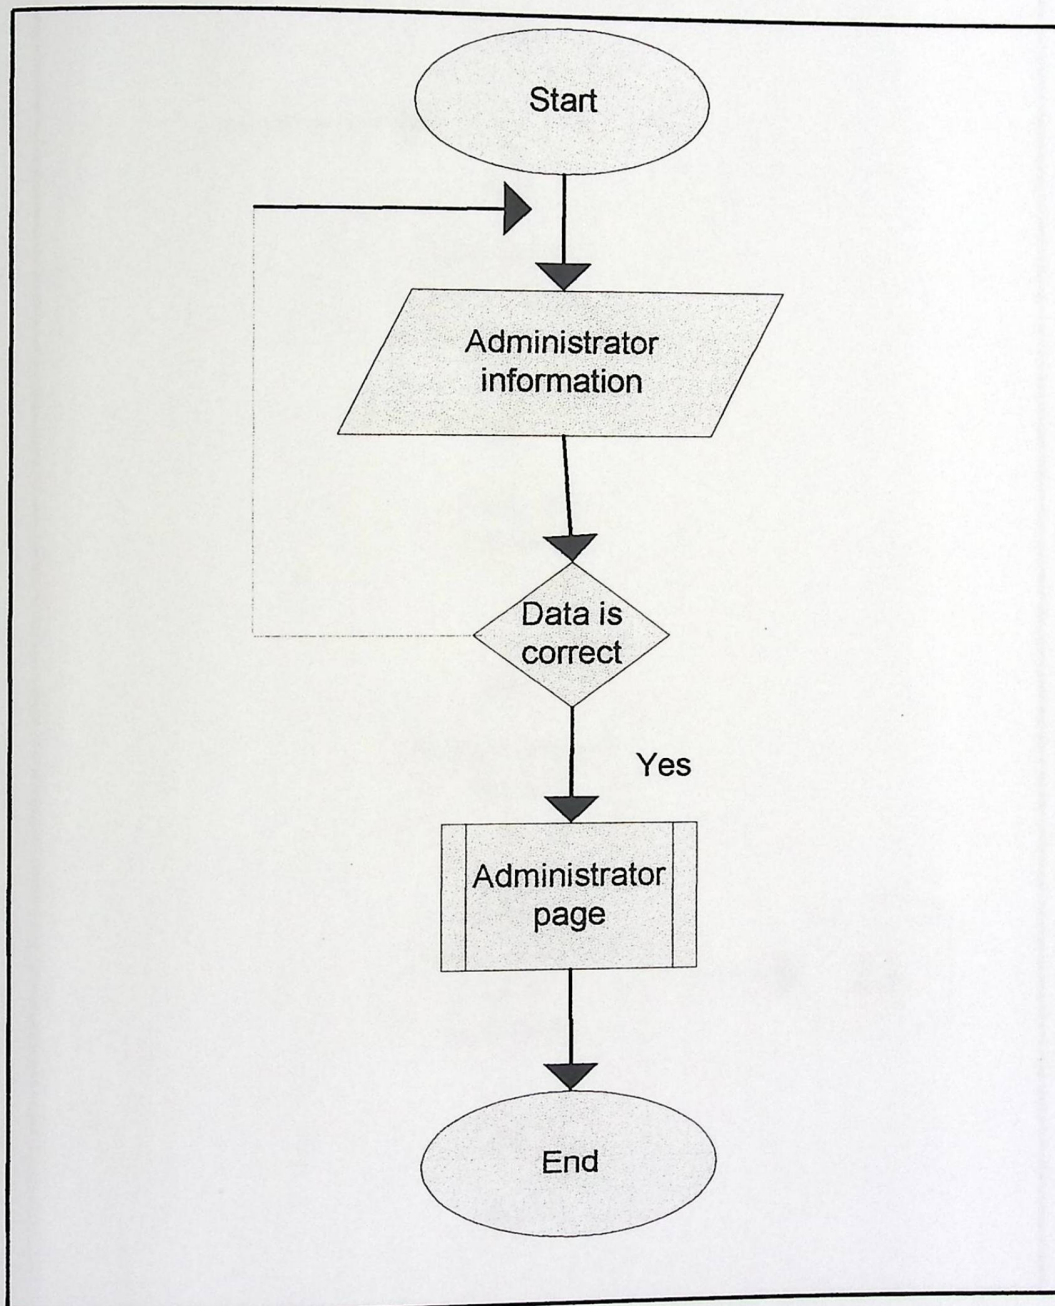 Start
Administrator
information
Data is
correct
Yes
Administrator
page
End